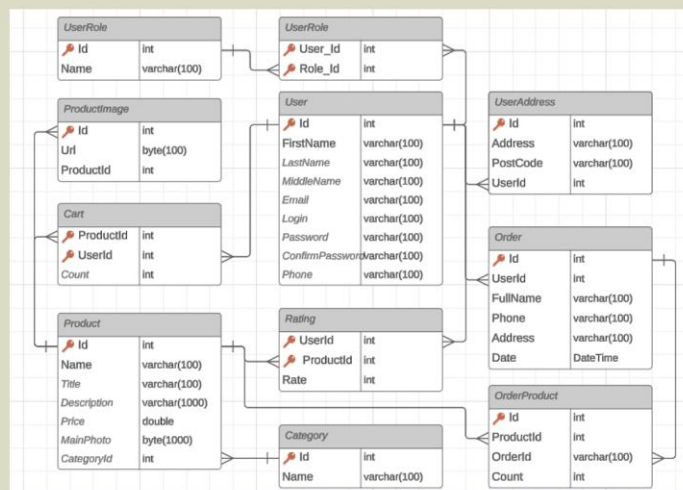 UserRole
Id int
Name varchar(100)
UserRole
User_Id int
Role_Id int
ProductImage
Id int
Url byte(100)
ProductId int
User
Id int
FirstName varchar(100)
LastName varchar(100)
MiddleName varchar(100)
Email varchar(100)
Login varchar(100)
Password varchar(100)
ConfirmPassword varchar(100)
Phone varchar(100)
UserAddress
Id int
Address varchar(100)
PostCode varchar(100)
UserId int
Cart
ProductId int
UserId int
Count int
Order
Id int
UserId int
FullName varchar(100)
Phone varchar(100)
Address varchar(100)
Date DateTime
Product
Id int
Name varchar(100)
Title varchar(100)
Description varchar(1000)
Price double
MainPhoto byte(1000)
CategoryId int
Rating
UserId int
ProductId int
Rate int
Category
Id int
Name varchar(100)
OrderProduct
Id int
ProductId int
OrderId varchar(100)
Count int